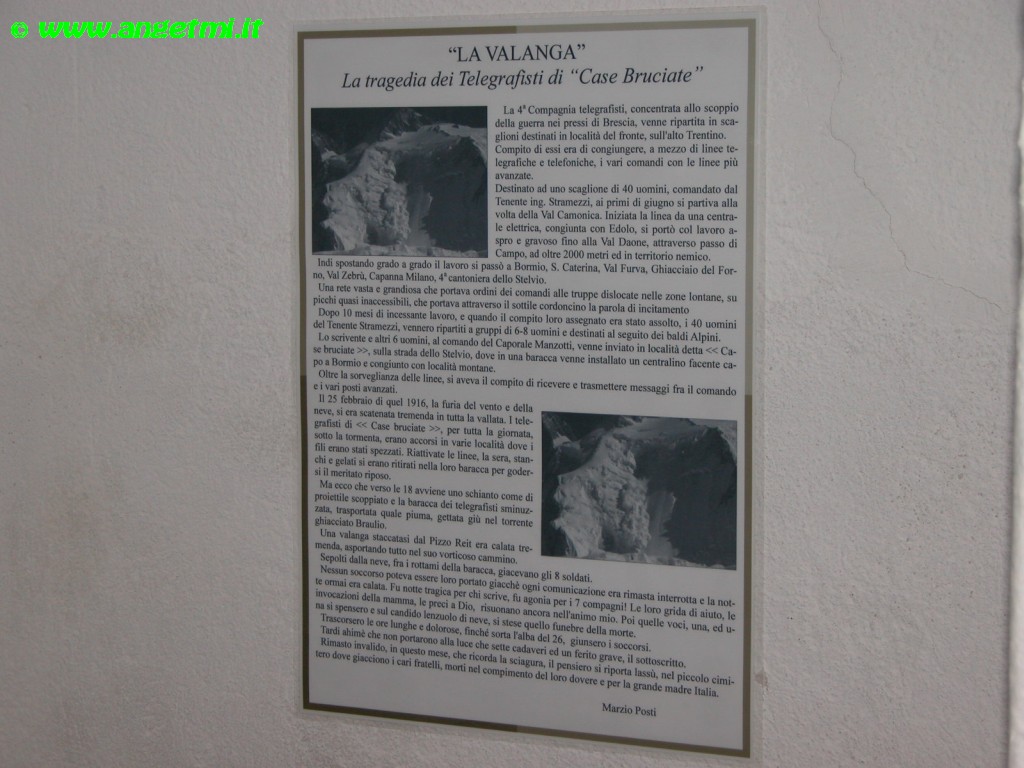 © www.angetmi.it
“LA VALANGA”
La tragedia dei Telegrafisti di “Case Bruciate”
La 4ª Compagnia telegrafisti, concentrata allo scoppio
della guerra nei pressi di Brescia, venne ripartita in sca-
glioni destinati in località del fronte, sull'alto Trentino.
Compito di essi era di congiungere, a mezzo di linee te-
legrafiche e telefoniche, i vari comandi con le linee più
avanzate.
Destinato ad uno scaglione di 40 uomini, comandato dal
Tenente ing. Stramezzi, ai primi di giugno si partiva alla
volta della Val Camonica. Iniziata la linea da una centra-
le elettrica, congiunta con Edolo, si portò col lavoro a-
spro e gravoso fino alla Val Daone, attraverso passo di
Campo, ad oltre 2000 metri ed in territorio nemico.
Indi spostando grado a grado il lavoro si passò a Bormio, S. Caterina, Val Furva, Ghiacciaio del For-
no, Val Zebrù, Capanna Milano, 4ª cantoniera dello Stelvio.
Una rete vasta e grandiosa che portava ordini dei comandi alle truppe dislocate nelle zone lontane, su
picchi quasi inaccessibili, che portava attraverso il sottile cordoncino la parola di incitamento
Dopo 10 mesi di incessante lavoro, e quando il compito loro assegnato era stato assolto, i 40 uomini
del Tenente Stramezzi, vennero ripartiti a gruppi di 6-8 uomini e destinati al seguito dei baldi Alpini.
Lo scrivente e altri 6 uomini, al comando del Caporale Manzotti, venne inviato in località detta << Ca-
se bruciate >>, sulla strada dello Stelvio, dove in una baracca venne installato un centralino facente ca-
po a Bormio e congiunto con località montane.
Oltre la sorveglianza delle linee, si aveva il compito di ricevere e trasmettere messaggi fra il comando
e i vari posti avanzati.
Il 25 febbraio di quel 1916, la furia del vento e della
neve, si era scatenata tremenda in tutta la vallata. I tele-
grafisti di << Case bruciate >>, per tutta la giornata,
sotto la tormenta, erano accorsi in varie località dove i
fili erano stati spezzati. Riattivate le linee, la sera, stan-
chi e gelati si erano ritirati nella loro baracca per goder-
si il meritato riposo.
Ma ecco che verso le 18 avviene uno schianto come di
proiettile scoppiato e la baracca dei telegrafisti sminuz-
zata, trasportata quale piuma, gettata giù nel torrente
ghiacciato Braulio.
Una valanga staccatasi dal Pizzo Reit era calata tre-
menda, asportando tutto nel suo vorticoso cammino.
Sepolti dalla neve, fra i rottami della baracca, giacevano gli 8 soldati.
Nessun soccorso poteva essere loro portato giacchè ogni comunicazione era rimasta interrotta e la not-
te ormai era calata. Fu notte tragica per chi scrive, fu agonia per i 7 compagni! Le loro grida di aiuto, le
invocazioni della mamma, le preci a Dio, risuonano ancora nell'animo mio. Poi quelle voci, una, ed u-
na si spensero e sul candido lenzuolo di neve, si stese quello funebre della morte.
Trascorsero le ore lunghe e dolorose, finché sorta l'alba del 26, giunsero i soccorsi.
Tardi ahimè che non portarono alla luce che sette cadaveri ed un ferito grave, il sottoscritto.
Rimasto invalido, in questo mese, che ricorda la sciagura, il pensiero si riporta lassù, nel piccolo cimi-
tero dove giacciono i cari fratelli, morti nel compimento del loro dovere e per la grande madre Italia.
Marzio Posti